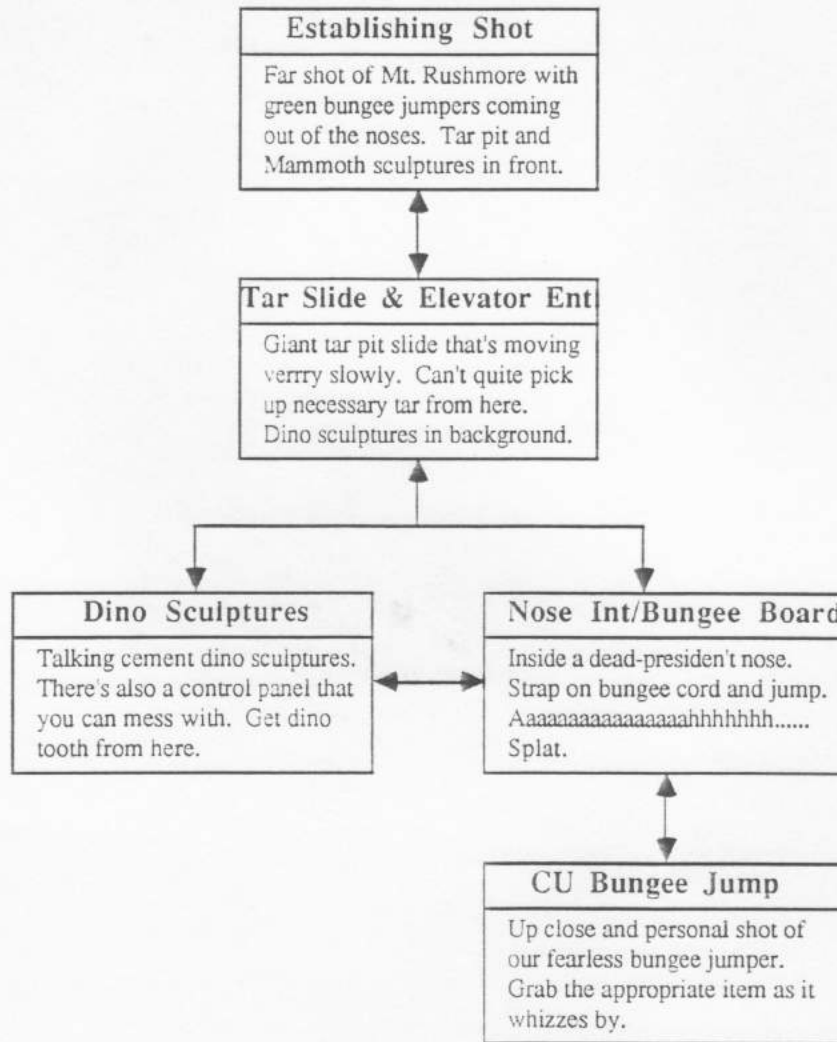 Establishing Shot
Far shot of Mt. Rushmore with
green bungee jumpers coming
out of the noses. Tar pit and
Mammoth sculptures in front.
Tar Slide & Elevator Ent
Giant tar pit slide that's moving
verrry slowly. Can't quite pick
up necessary tar from here.
Dino sculptures in background.
Dino Sculptures
Talking cement dino sculptures.
There's also a control panel that
you can mess with. Get dino
tooth from here.
Nose Int/Bungee Board
Inside a dead-presiden't nose.
Strap on bungee cord and jump.
Aaaaaaaaaaaaaaaahhhhhhh......
Splat.
CU Bungee Jump
Up close and personal shot of
our fearless bungee jumper.
Grab the appropriate item as it
whizzes by.